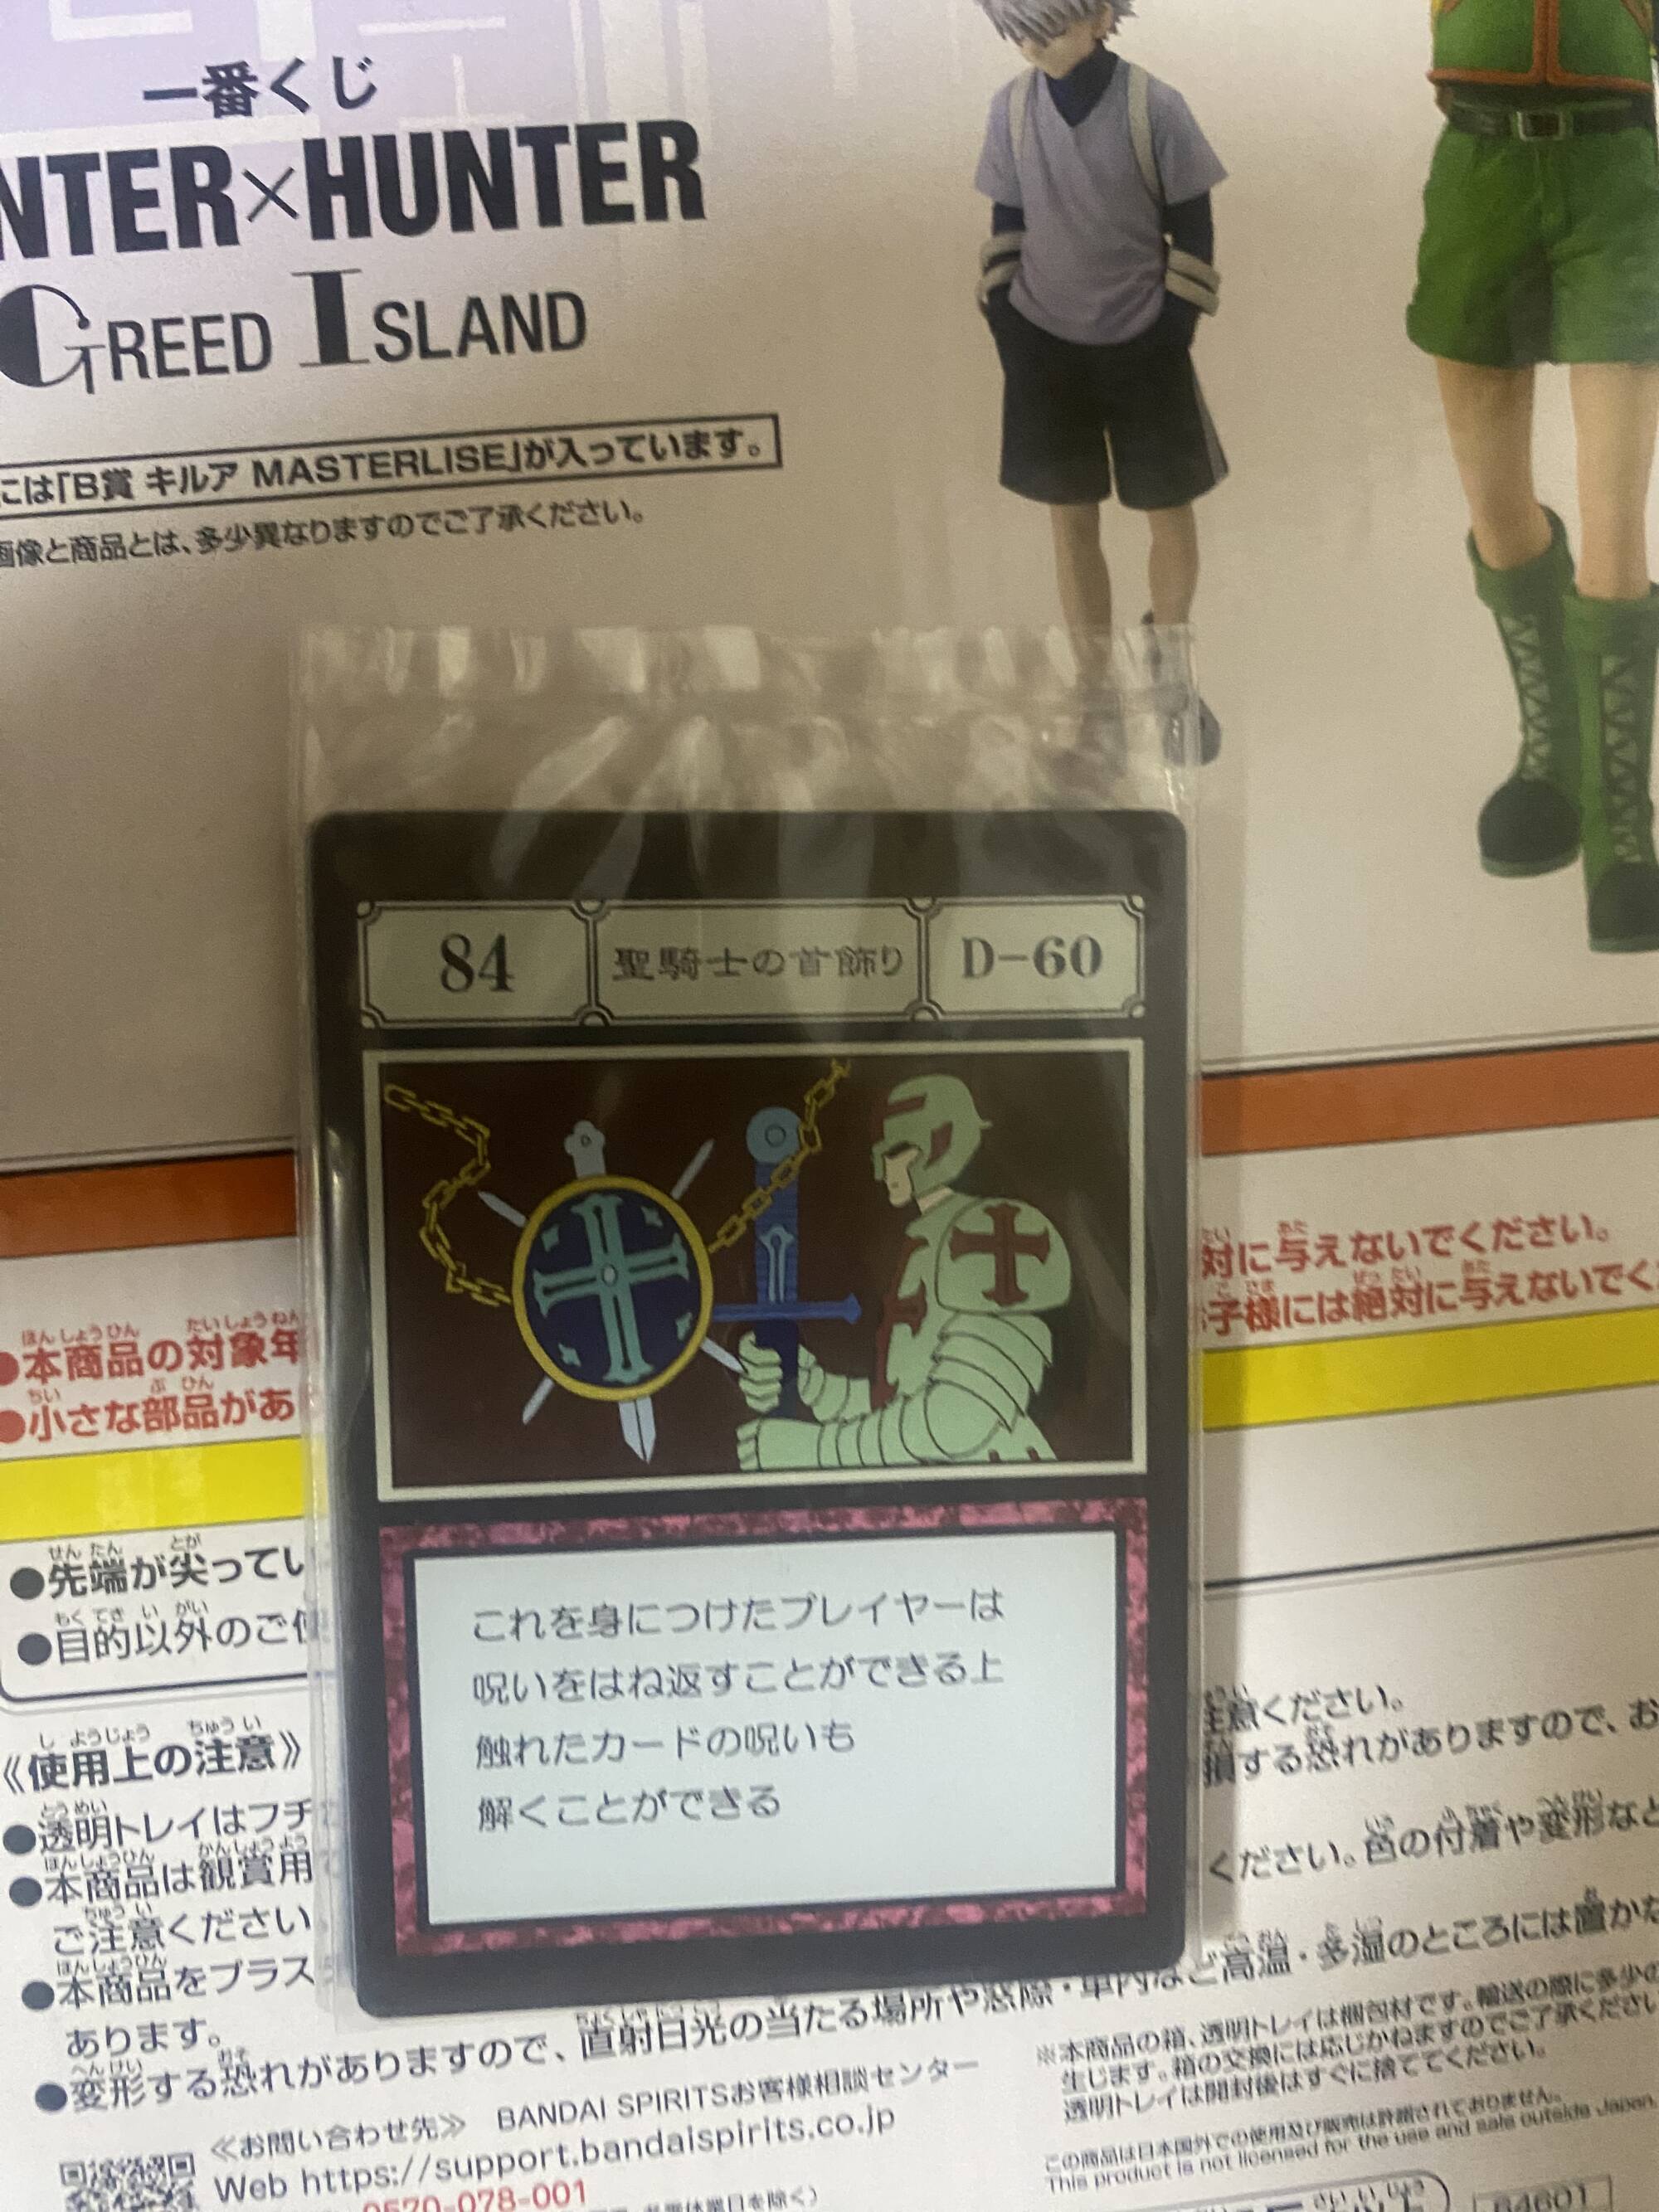 一番くじ
NTER×HUNTER
GREED ISLAND
には「B賞 キルア MASTERLISE」が入っています。
画像と商品とは、多少異なりますのでご了承ください。
84
聖騎士の首飾り
D-60
これを身につけたプレイヤーは
呪いをはね返すことができる上
触れたカードの呪いも
解くことができる
対に与えないでください。
子様には絶対に与えないでく
●本商品の対象年
●小さな部品があ
●先端が尖ってい
●目的以外のご使
《使用上の注意》
注意ください。
●透明トレイはフチ
損する恐れがありますので、お
●本商品は観賞用
ご注意ください
ください。色の付着や変形など
●本商品をプラス
あります。
ど高温・多湿のところには置かな
●変形する恐れがありますので、直射日光の当たる場所や窓際・車内な
≪お問い合わせ先≫ BANDAI SPIRITSお客様相談センター
Web https://support.bandaispirits.co.jp
0570-078-001
※本商品の箱、透明トレイは梱包材です。輸送の際に多少の
生じます。箱の交換には応じかねますのでご了承ください
透明トレイは開封後はすぐに捨ててください。
この商品は日本国外での使用及び販売は許諾されておりません。
This product is not licensed for the use and sale outside Japan.